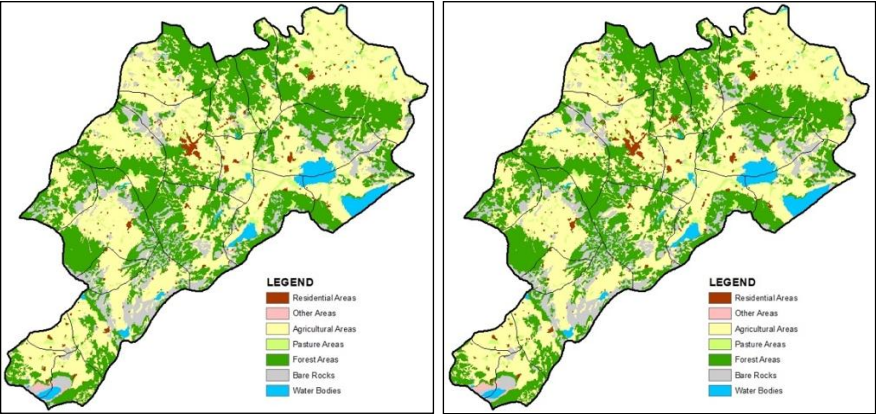 LEGEND
Residential Areas
Other Areas
Agricultural Areas
Pasture Areas
Forest Areas
Bare Rocks
Water Bodies
LEGEND
Residential Areas
Other Areas
Agricultural Areas
Pasture Areas
Forest Areas
Bare Rocks
Water Bodies